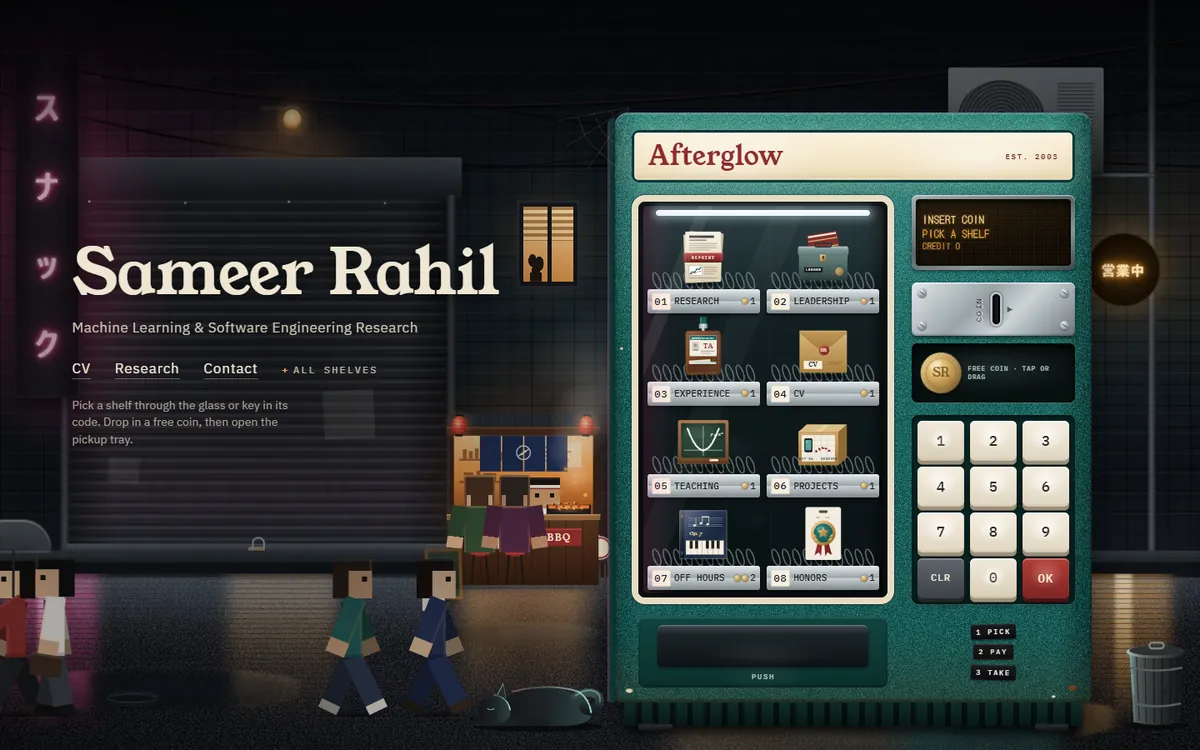 スナック
Sameer Rahil
Machine Learning & Software Engineering Research
CV Research Contact + ALL SHELVES
Pick a shelf through the glass or key in its
code. Drop in a free coin, then open the
pickup tray.
BBQ
Afterglow
EST. 2003
REPRINT
LEDGER
01 RESEARCH 1
02 LEADERSHIP 1
TA
SR
CV
03 EXPERIENCE 1
04 CV 1
05 TEACHING 1
06 PROJECTS 1
Op.7
07 OFF HOURS 2
08 HONORS 1
PUSH
INSERT COIN
PICK A SHELF
CREDIT 0
COIN
SR
FREE COIN · TAP OR
DRAG
1 2 3
4 5 6
7 8 9
CLR 0 OK
1 PICK
2 PAY
3 TAKE
営業中